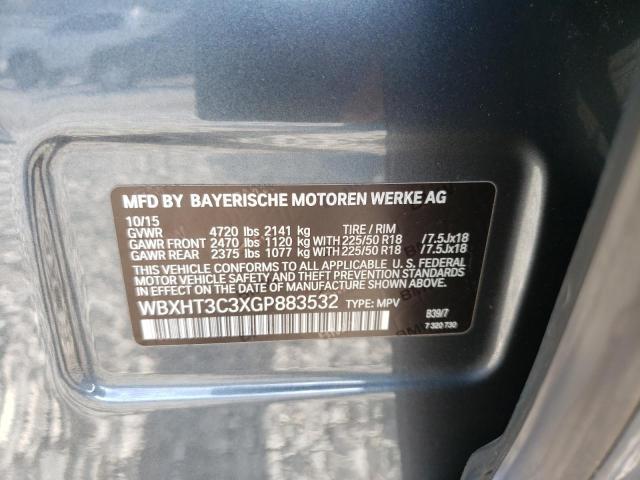 MFD BY BAYERISCHE MOTOREN WERKE AG
10/15
GVWR 4720 lbs 2141 kg TIRE / RIM
GAWR FRONT 2470 lbs 1120 kg WITH 225/50 R18 /7.5Jx18
GAWR REAR 2375 lbs 1077 kg WITH 225/50 R18 /7.5Jx18
THIS VEHICLE CONFORMS TO ALL APPLICABLE U. S. FEDERAL
MOTOR VEHICLE SAFETY AND THEFT PREVENTION STANDARDS
IN EFFECT ON THE DATE OF MANUFACTURE SHOWN ABOVE.
WBXHT3C3XGP883532 TYPE: MPV
B39/7
7 320 730